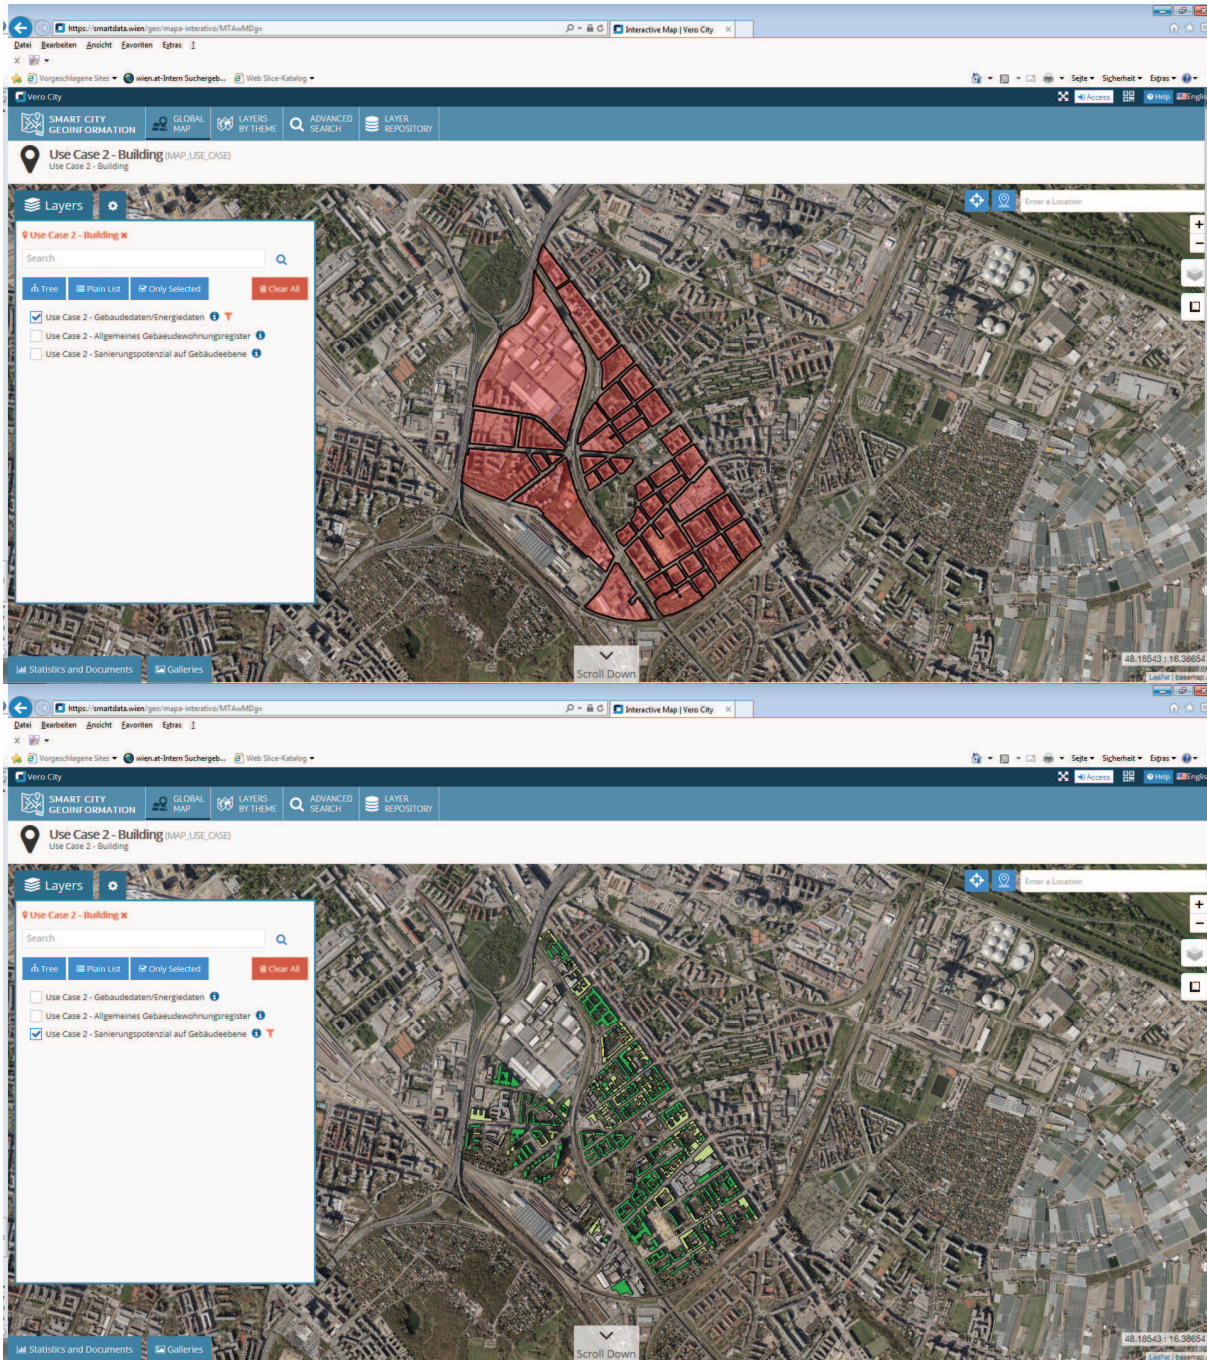 https://smartdata.wien/geo/mapa-interativo/MTAwMDg=
Interactive Map | Vero City
Datei Bearbeiten Ansicht Favoriten Extras ?
Vorgeschlagene Sites wien.at-Intern Suchergeb... Web Slice-Katalog
Seite Sicherheit Extras
Vero City
Access Help Englis
SMART CITY GEOINFORMATION
GLOBAL MAP
LAYERS BY THEME
ADVANCED SEARCH
LAYER REPOSITORY
Use Case 2 - Building (MAP_USE_CASE)
Use Case 2 - Building
Layers
Enter a Location
Use Case 2 - Building ×
Search
+
−
Tree Plain List Only Selected Clear All
Use Case 2 - Gebaudedaten/Energiedaten
Use Case 2 - Allgemeines Gebaeudewohnungsregister
Use Case 2 - Sanierungspotenzial auf Gebäudeebene
Statistics and Documents Galleries
Scroll Down
48.18543 : 16.38654
Leaflet | basemap.
https://smartdata.wien/geo/mapa-interativo/MTAwMDg=
Interactive Map | Vero City
Datei Bearbeiten Ansicht Favoriten Extras ?
Vorgeschlagene Sites wien.at-Intern Suchergeb... Web Slice-Katalog
Seite Sicherheit Extras
Vero City
Access Help Englis
SMART CITY GEOINFORMATION
GLOBAL MAP
LAYERS BY THEME
ADVANCED SEARCH
LAYER REPOSITORY
Use Case 2 - Building (MAP_USE_CASE)
Use Case 2 - Building
Layers
Enter a Location
Use Case 2 - Building ×
Search
+
−
Tree Plain List Only Selected Clear All
Use Case 2 - Gebaudedaten/Energiedaten
Use Case 2 - Allgemeines Gebaeudewohnungsregister
Use Case 2 - Sanierungspotenzial auf Gebäudeebene
Statistics and Documents Galleries
Scroll Down
48.18543 : 16.38654
Leaflet | basemap.